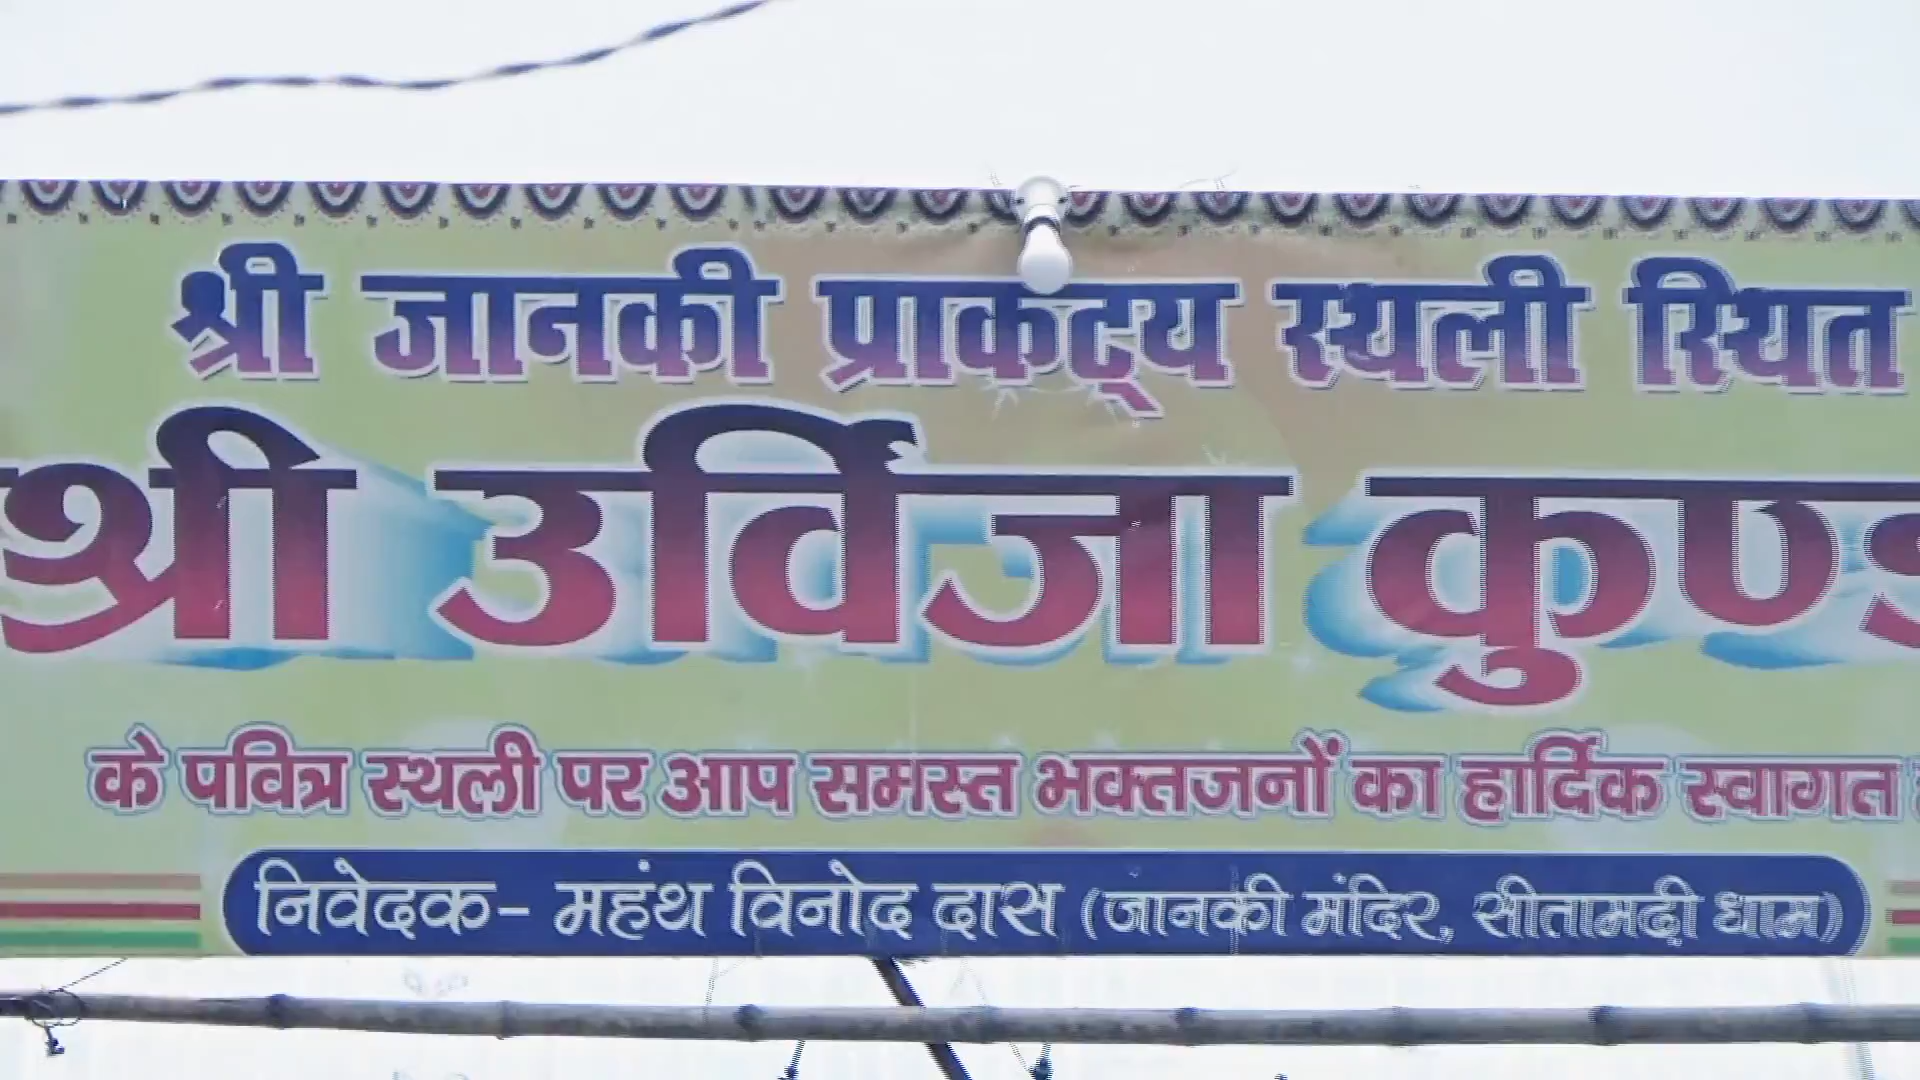 श्री जानकी प्राकट्य स्थली स्थित
श्री उर्विजा कुण्ड
के पवित्र स्थली पर आप समस्त भक्तजनों का हार्दिक स्वागत
निवेदक- महंथ विनोद दास (जानकी मंदिर, सीतामढ़ी धाम)